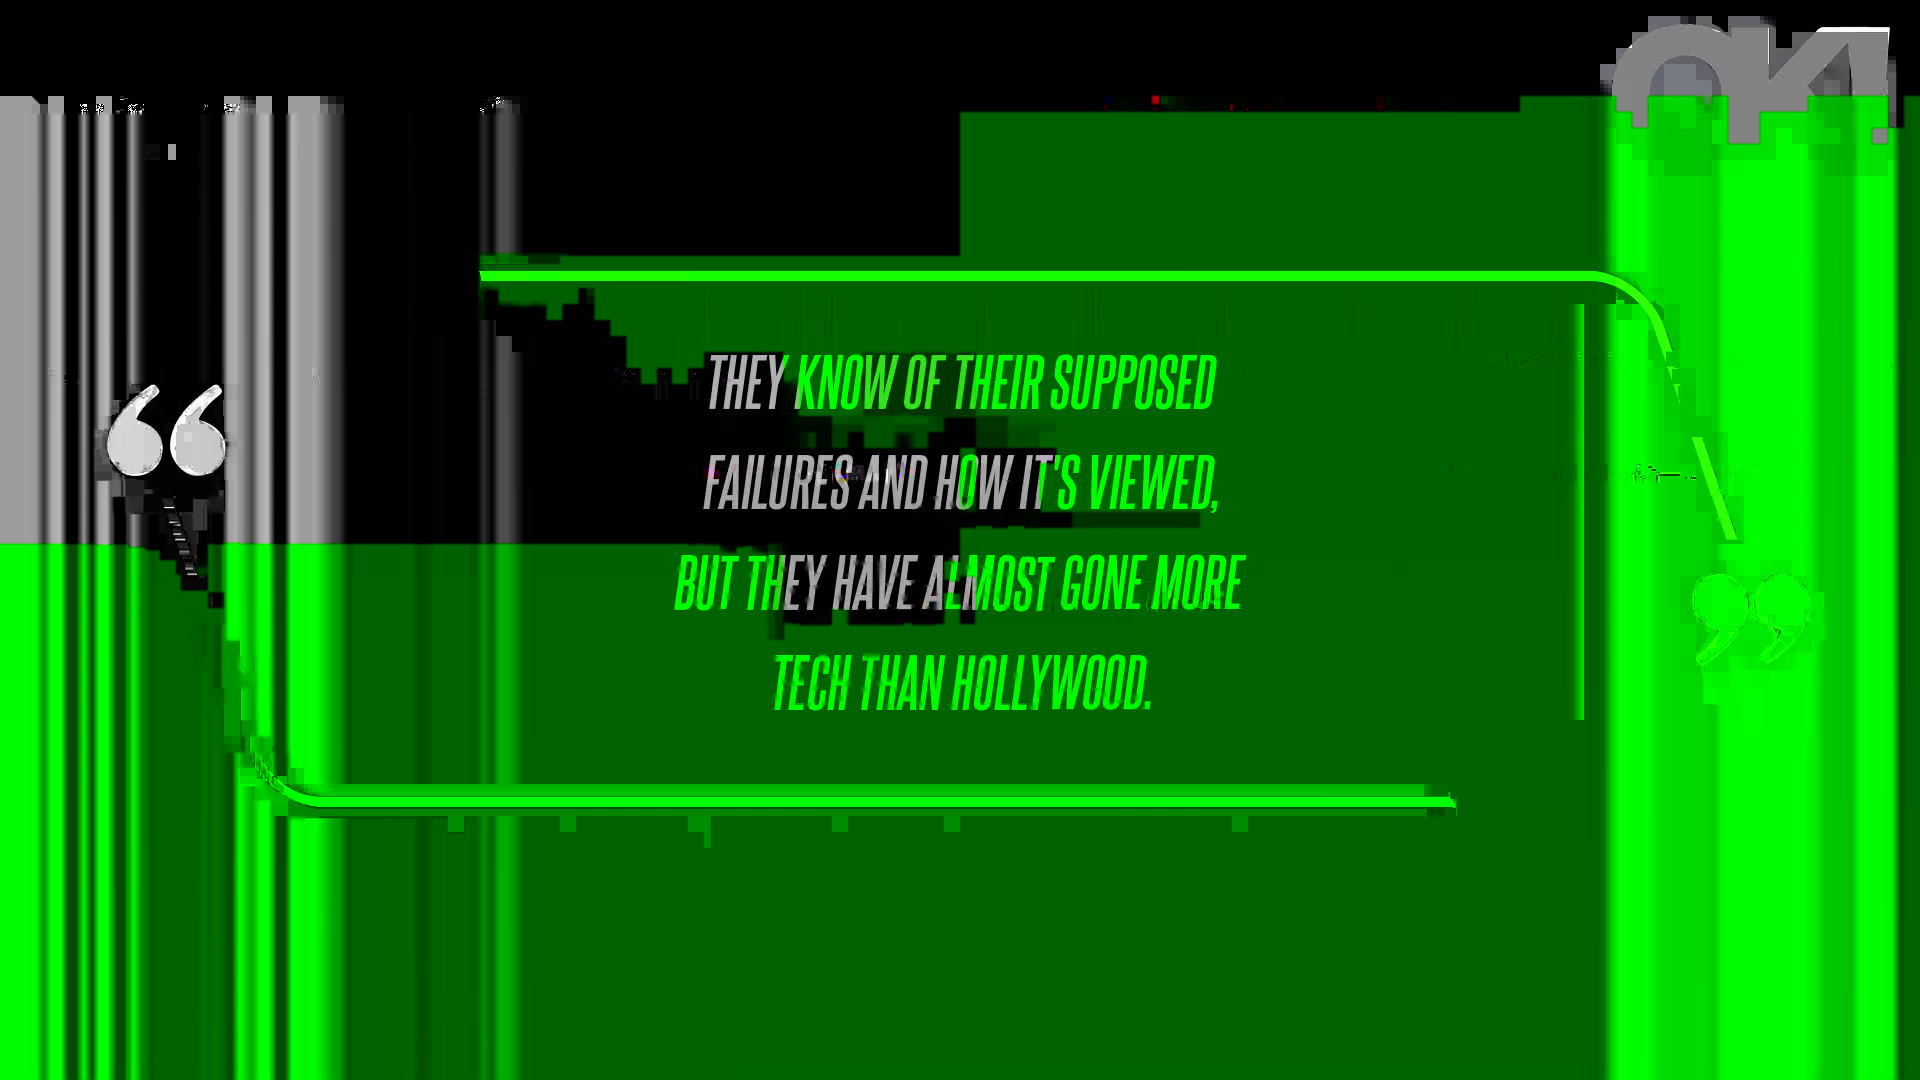 OK!
THEY KNOW OF THEIR SUPPOSED
FAILURES AND HOW IT'S VIEWED,
BUT THEY HAVE ALMOST GONE MORE
TECH THAN HOLLYWOOD.